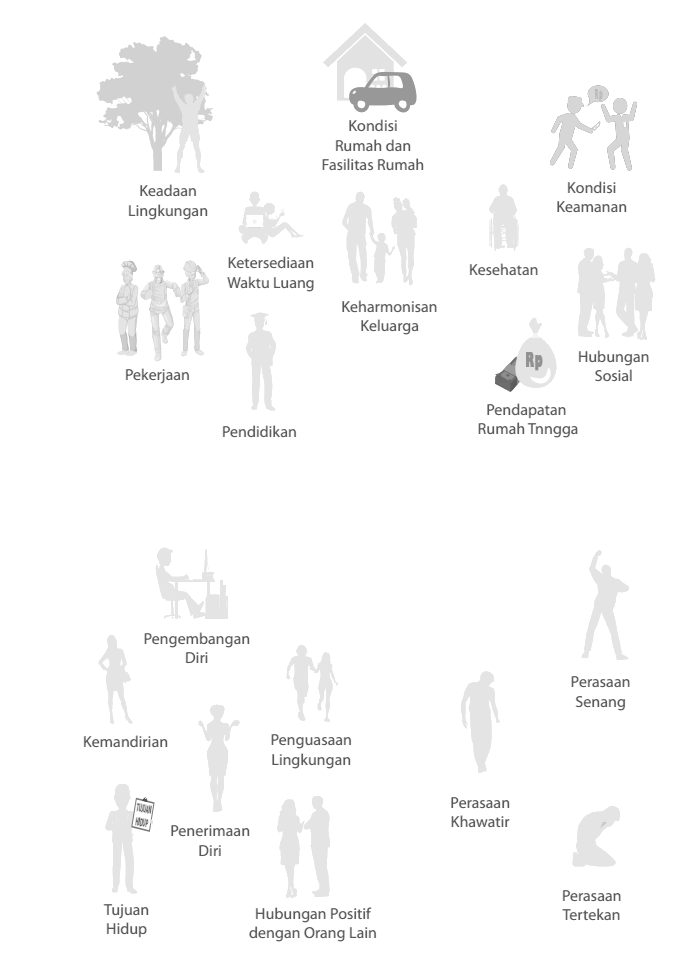 Kondisi
Rumah dan
Fasilitas Rumah
Keadaan
Lingkungan
Kondisi
Keamanan
Ketersediaan
Waktu Luang
Kesehatan
Keharmonisan
Keluarga
Hubungan
Sosial
Pekerjaan
Rp
Pendapatan
Rumah Tnngga
Pendidikan
Pengembangan
Diri
Perasaan
Senang
Kemandirian
Penguasaan
Lingkungan
Perasaan
Khawatir
TUJUAN
HIDUP
Penerimaan
Diri
Tujuan
Hidup
Hubungan Positif
dengan Orang Lain
Perasaan
Tertekan